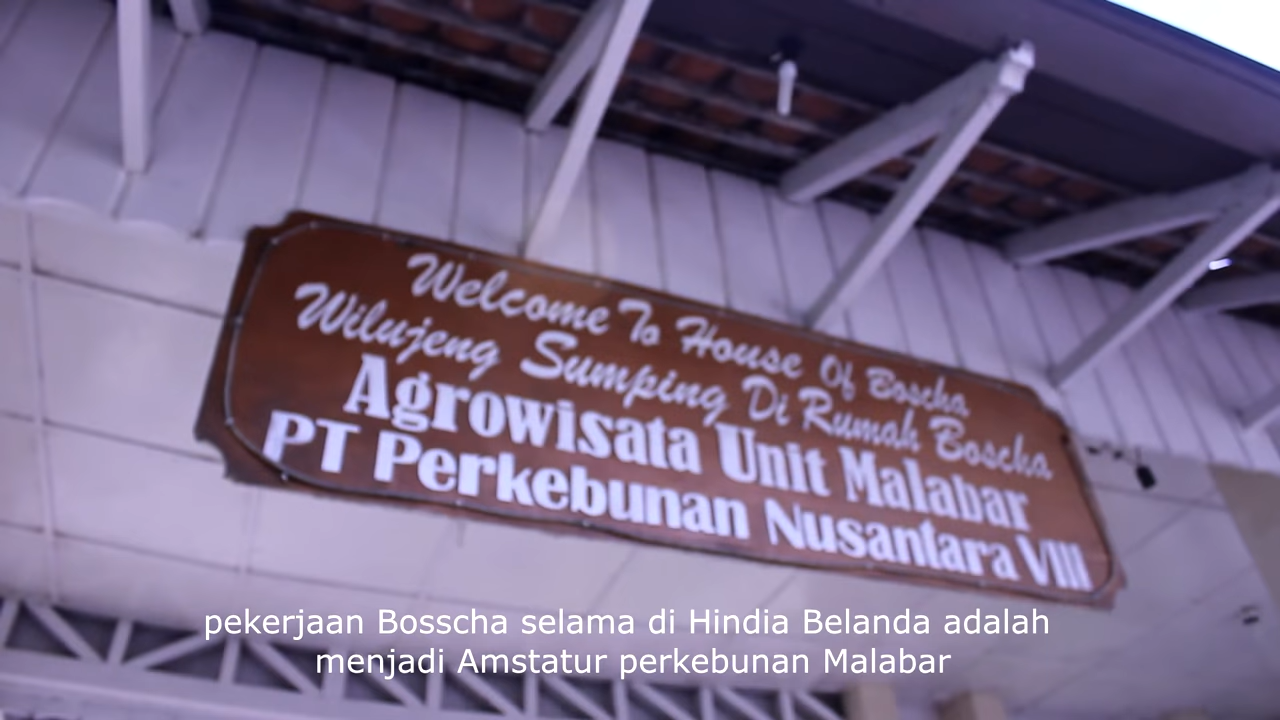 Welcome To House Of Boscha
Wilujeng Sumping Di Rumah Boscha
Agrowisata Unit Malabar
PT Perkebunan Nusantara VIII
pekerjaan Bosscha selama di Hindia Belanda adalah
menjadi Amstatur perkebunan Malabar